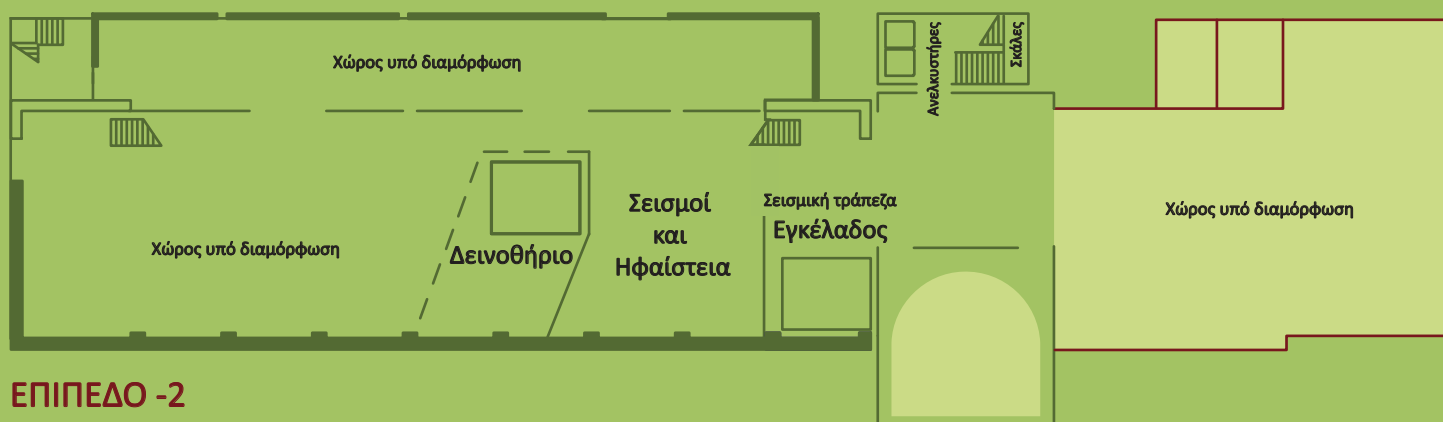 Χώρος υπό διαμόρφωση
Ανελκυστήρες
Σκάλες
Χώρος υπό διαμόρφωση
Δεινοθήριο
Σεισμοί
και
Ηφαίστεια
Σεισμική τράπεζα
Εγκέλαδος
Χώρος υπό διαμόρφωση
ΕΠΙΠΕΔΟ -2